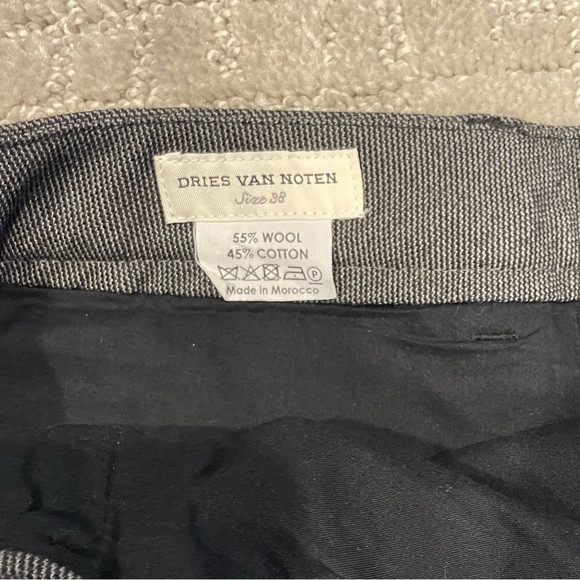 DRIES VAN NOTEN
Size 38
55% WOOL
45% COTTON
P
Made in Morocco